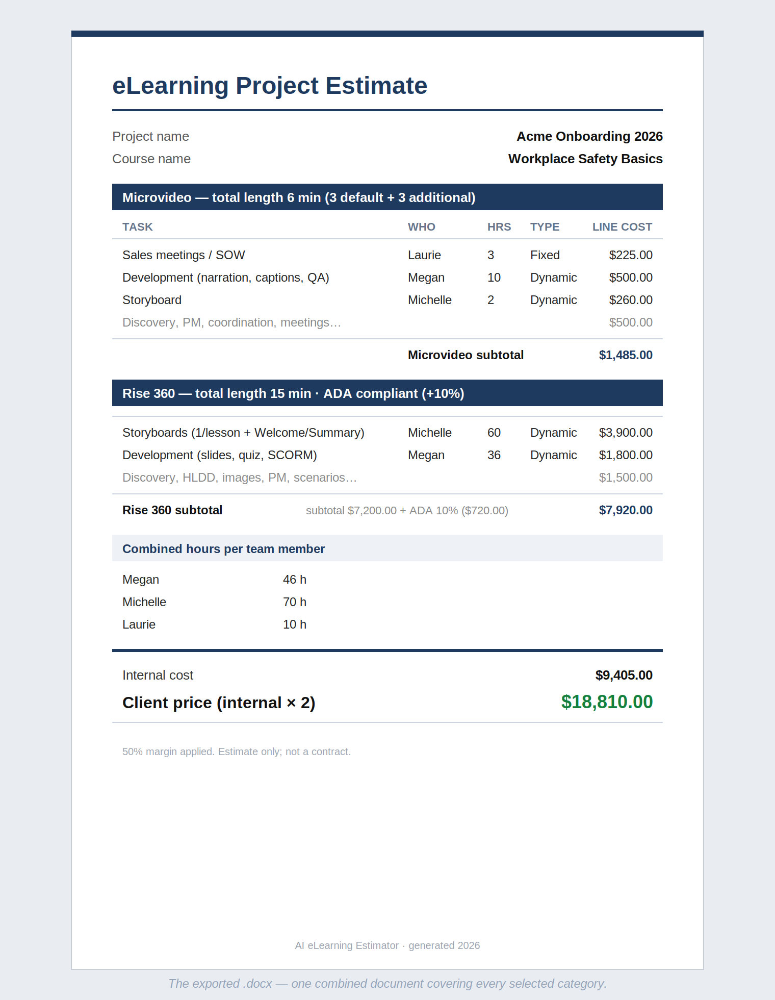 eLearning Project Estimate
Project name Acme Onboarding 2026
Course name Workplace Safety Basics
Microvideo — total length 6 min (3 default + 3 additional)
TASK WHO HRS TYPE LINE COST
Sales meetings / SOW Laurie 3 Fixed $225.00
Development (narration, captions, QA) Megan 10 Dynamic $500.00
Storyboard Michelle 2 Dynamic $260.00
Discovery, PM, coordination, meetings… $500.00
Microvideo subtotal $1,485.00
Rise 360 — total length 15 min · ADA compliant (+10%)
Storyboards (1/lesson + Welcome/Summary) Michelle 60 Dynamic $3,900.00
Development (slides, quiz, SCORM) Megan 36 Dynamic $1,800.00
Discovery, HLDD, images, PM, scenarios… $1,500.00
Rise 360 subtotal subtotal $7,200.00 + ADA 10% ($720.00) $7,920.00
Combined hours per team member
Megan 46 h
Michelle 70 h
Laurie 10 h
Internal cost $9,405.00
Client price (internal × 2) $18,810.00
50% margin applied. Estimate only; not a contract.
AI eLearning Estimator · generated 2026
The exported .docx — one combined document covering every selected category.